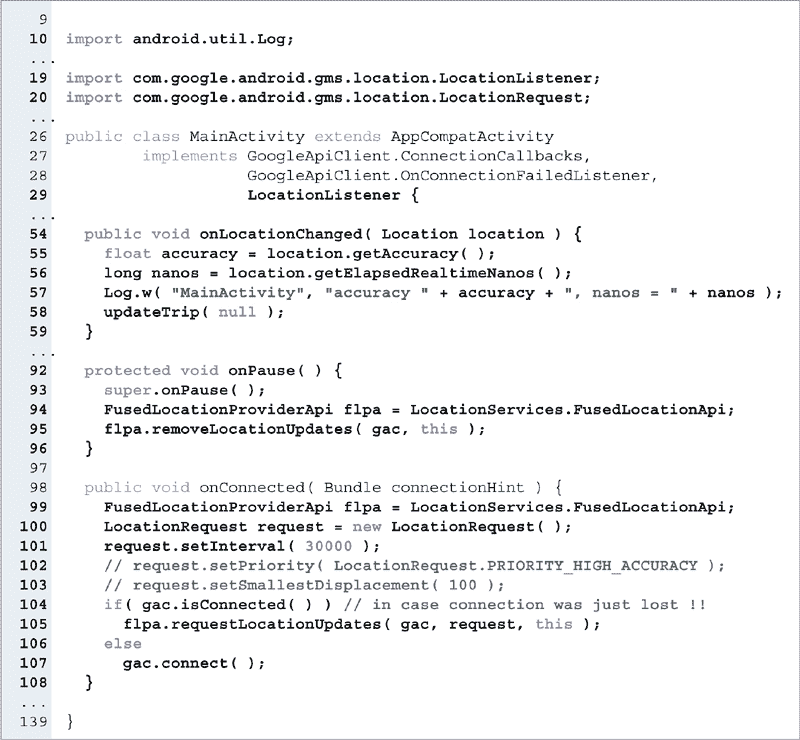 9
10 import android.util.Log;
...
19 import com.google.android.gms.location.LocationListener;
20 import com.google.android.gms.location.LocationRequest;
...
26 public class MainActivity extends AppCompatActivity
27         implements GoogleApiClient.ConnectionCallbacks,
28                    GoogleApiClient.OnConnectionFailedListener,
29                    LocationListener {
...
54   public void onLocationChanged( Location location ) {
55     float accuracy = location.getAccuracy( );
56     long nanos = location.getElapsedRealtimeNanos( );
57     Log.w( "MainActivity", "accuracy " + accuracy + ", nanos = " + nanos );
58     updateTrip( null );
59   }
...
92   protected void onPause( ) {
93     super.onPause( );
94     FusedLocationProviderApi flpa = LocationServices.FusedLocationApi;
95     flpa.removeLocationUpdates( gac, this );
96   }
97
98   public void onConnected( Bundle connectionHint ) {
99     FusedLocationProviderApi flpa = LocationServices.FusedLocationApi;
100     LocationRequest request = new LocationRequest( );
101     request.setInterval( 30000 );
102     // request.setPriority( LocationRequest.PRIORITY_HIGH_ACCURACY );
103     // request.setSmallestDisplacement( 100 );
104     if( gac.isConnected( ) ) // in case connection was just lost !!
105       flpa.requestLocationUpdates( gac, request, this );
106     else
107       gac.connect( );
108   }
...
139 }